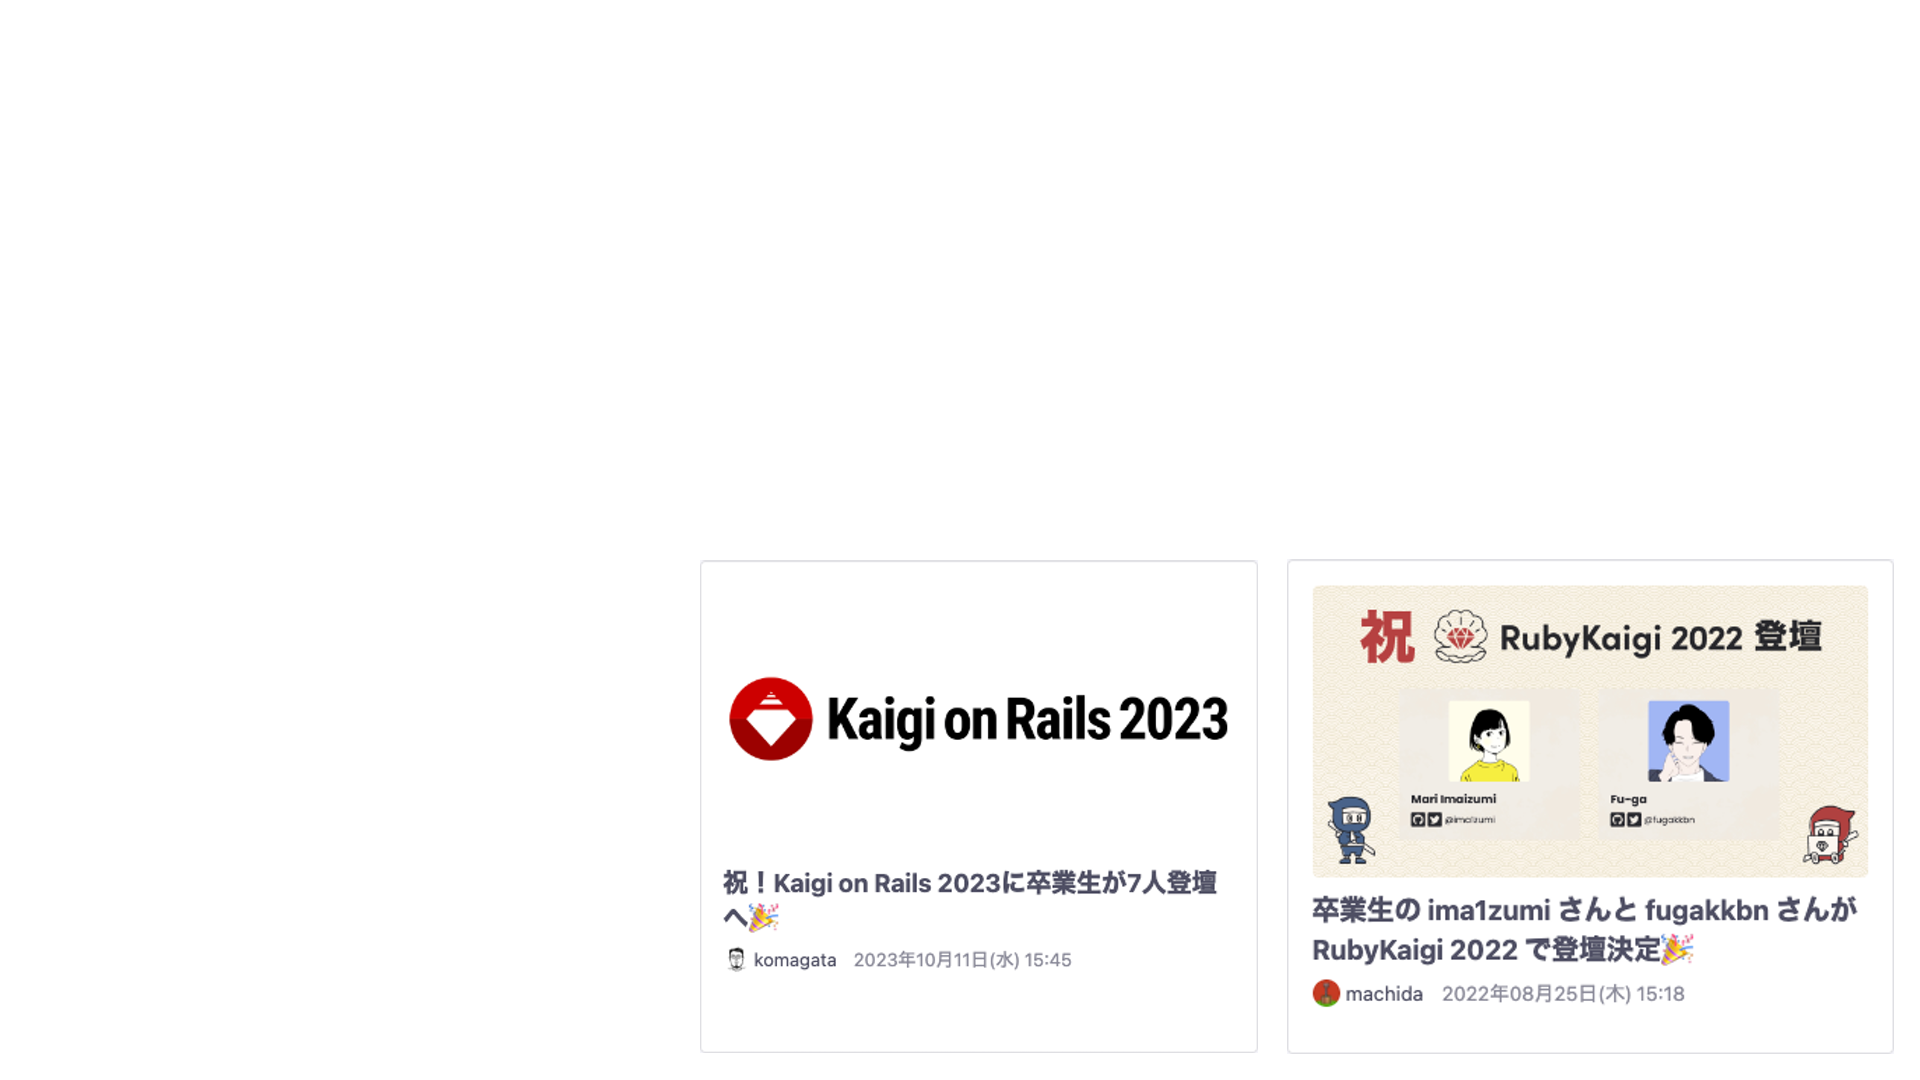 Kaigi on Rails 2023
祝！Kaigi on Rails 2023に卒業生が7人登壇
へ🎉
komagata 2023年10月11日(水) 15:45
祝 RubyKaigi 2022 登壇
Mari Imaizumi
@ima1zumi
Fu-ga
@fugakkbn
卒業生の ima1zumi さんと fugakkbn さんが
RubyKaigi 2022 で登壇決定🎉
machida 2022年08月25日(木) 15:18